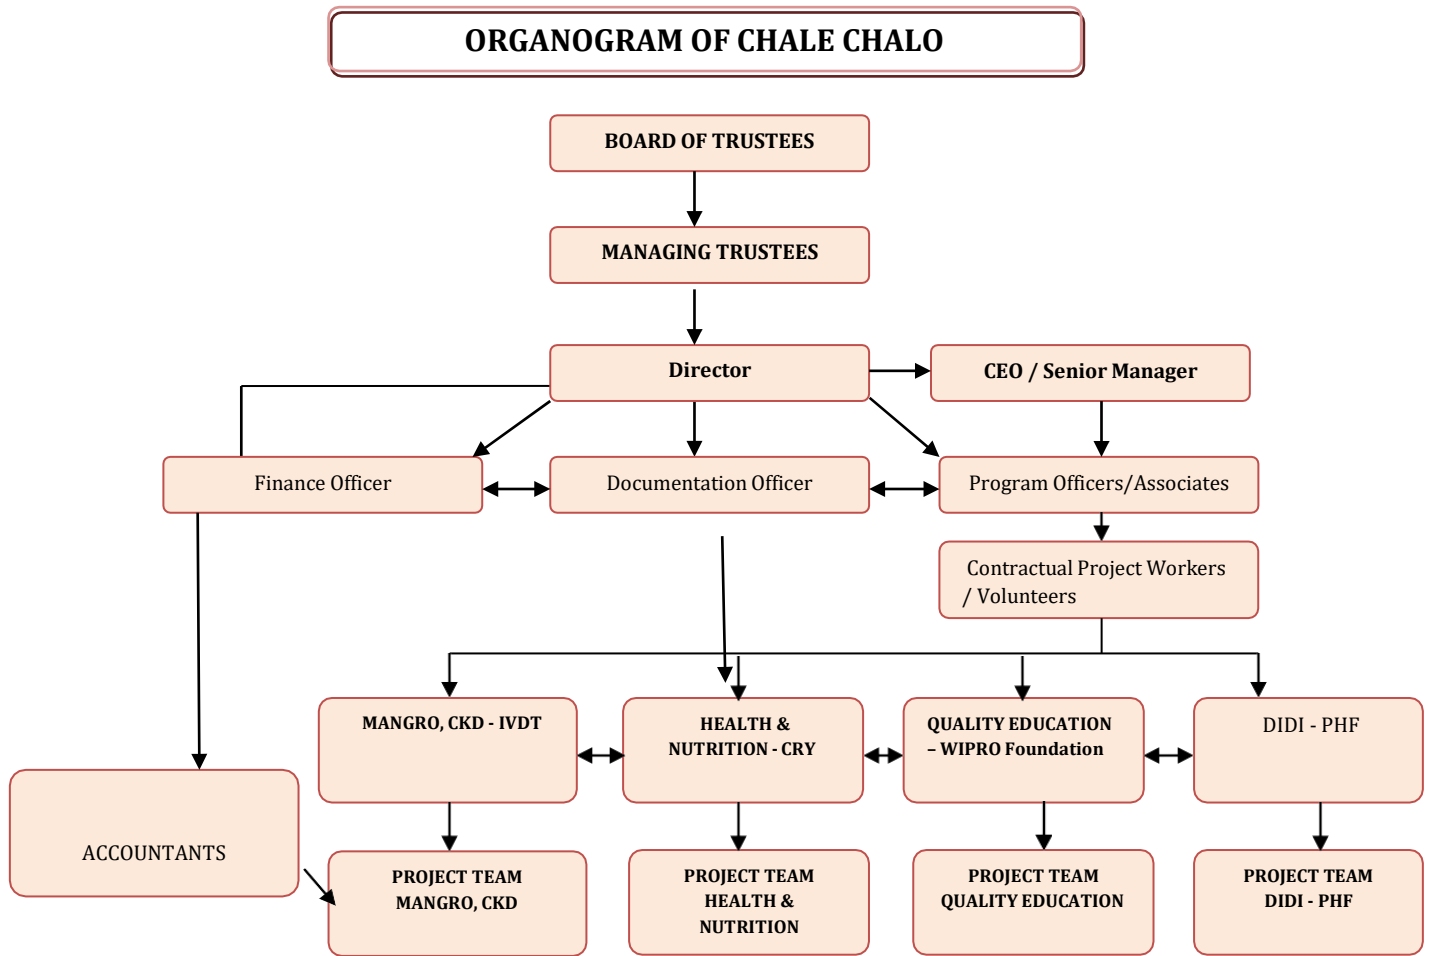 ORGANOGRAM OF CHALE CHALO
BOARD OF TRUSTEES
MANAGING TRUSTEES
Director
CEO / Senior Manager
Finance Officer
Documentation Officer
Program Officers/Associates
Contractual Project Workers
/ Volunteers
MANGRO, CKD - IVDT
HEALTH &
NUTRITION - CRY
QUALITY EDUCATION
– WIPRO Foundation
DIDI - PHF
ACCOUNTANTS
PROJECT TEAM
MANGRO, CKD
PROJECT TEAM
HEALTH &
NUTRITION
PROJECT TEAM
QUALITY EDUCATION
PROJECT TEAM
DIDI - PHF